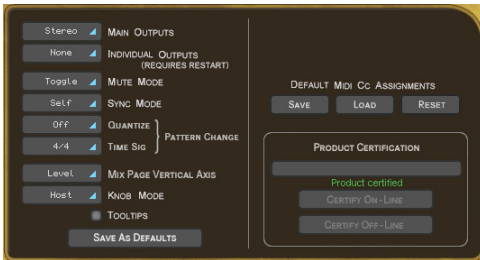 Stereo MAIN OUTPUTS
None INDIVIDUAL OUTPUTS
(REQUIRES RESTART)
Toggle MUTE MODE
Self SYNC MODE
Off QUANTIZE
PATTERN CHANGE
4/4 TIME SIG
Level MIX PAGE VERTICAL AXIS
Host KNOB MODE
TOOLTIPS
SAVE AS DEFAULTS
DEFAULT MIDI CC ASSIGNMENTS
SAVE LOAD RESET
PRODUCT CERTIFICATION
Product certified
CERTIFY ON-LINE
CERTIFY OFF-LINE